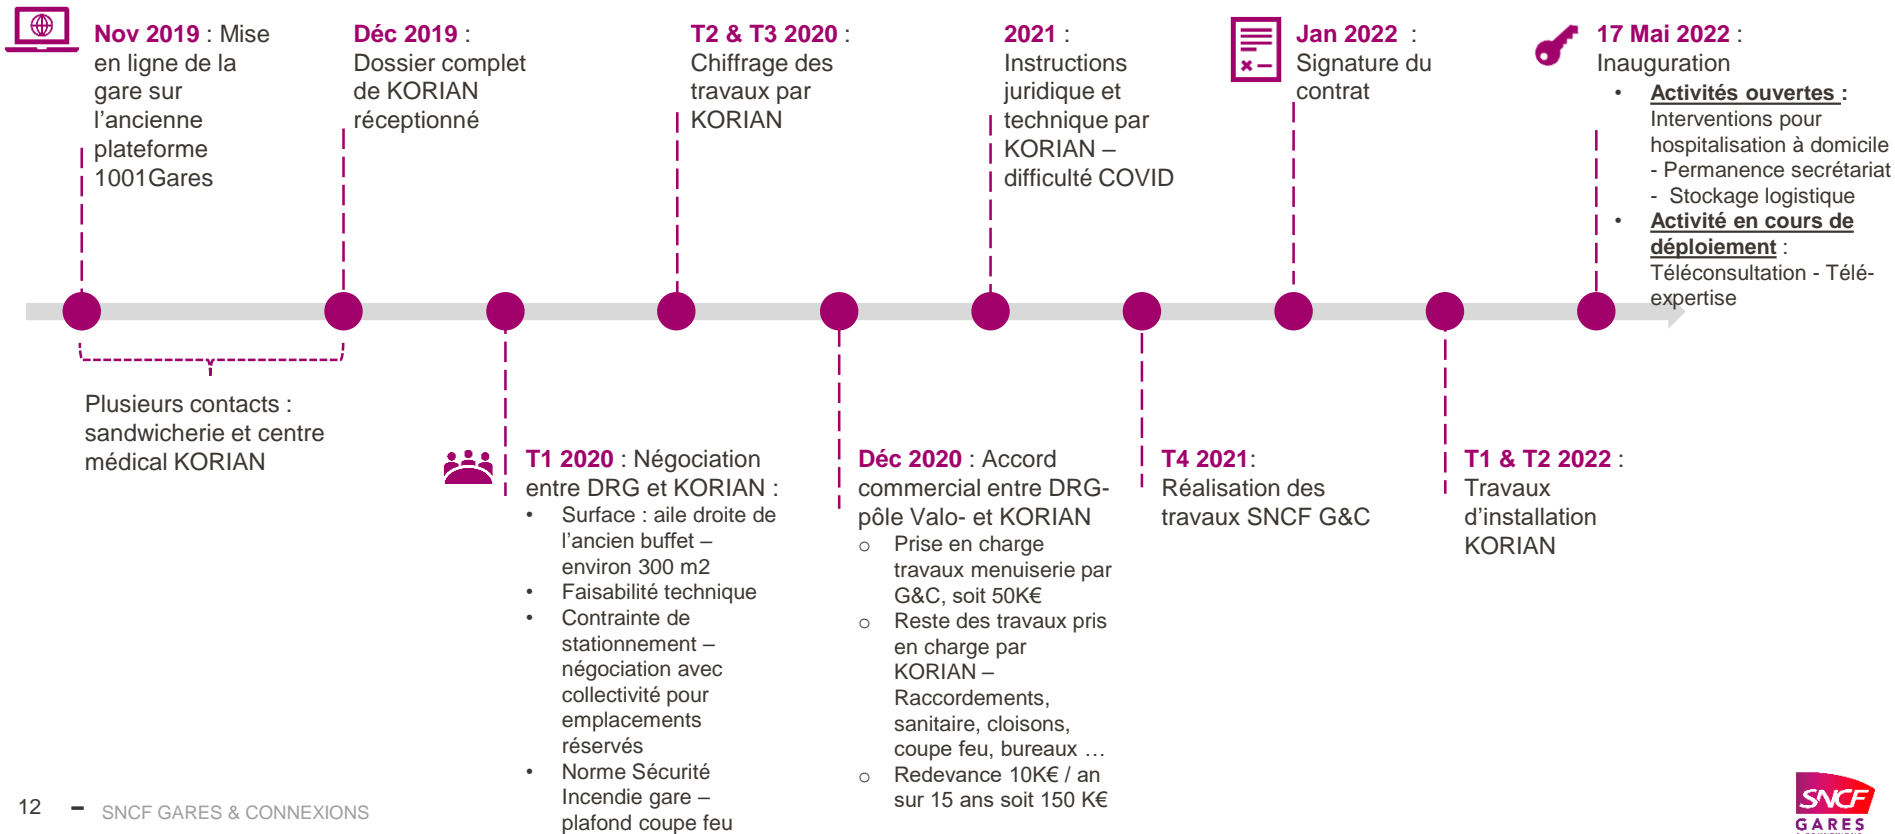 Nov 2019 : Mise
en ligne de la
gare sur
l’ancienne
plateforme
1001Gares
Déc 2019 :
Dossier complet
de KORIAN
réceptionné
T2 & T3 2020 :
Chiffrage des
travaux par
KORIAN
2021 :
Instructions
juridique et
technique par
KORIAN –
difficulté COVID
Jan 2022 :
Signature du
contrat
17 Mai 2022 :
Inauguration
• Activités ouvertes :
Interventions pour
hospitalisation à domicile
- Permanence secrétariat
- Stockage logistique
• Activité en cours de
déploiement :
Téléconsultation - Télé-
expertise
Plusieurs contacts :
sandwicherie et centre
médical KORIAN
T1 2020 : Négociation
entre DRG et KORIAN :
• Surface : aile droite de
l’ancien buffet –
environ 300 m2
• Faisabilité technique
• Contrainte de
stationnement –
négociation avec
collectivité pour
emplacements
réservés
• Norme Sécurité
Incendie gare –
plafond coupe feu
Déc 2020 : Accord
commercial entre DRG-
pôle Valo- et KORIAN
o Prise en charge
travaux menuiserie par
G&C, soit 50K€
o Reste des travaux pris
en charge par
KORIAN –
Raccordements,
sanitaire, cloisons,
coupe feu, bureaux …
o Redevance 10K€ / an
sur 15 ans soit 150 K€
T4 2021:
Réalisation des
travaux SNCF G&C
T1 & T2 2022 :
Travaux
d’installation
KORIAN
12 – SNCF GARES & CONNEXIONS
SNCF
GARES